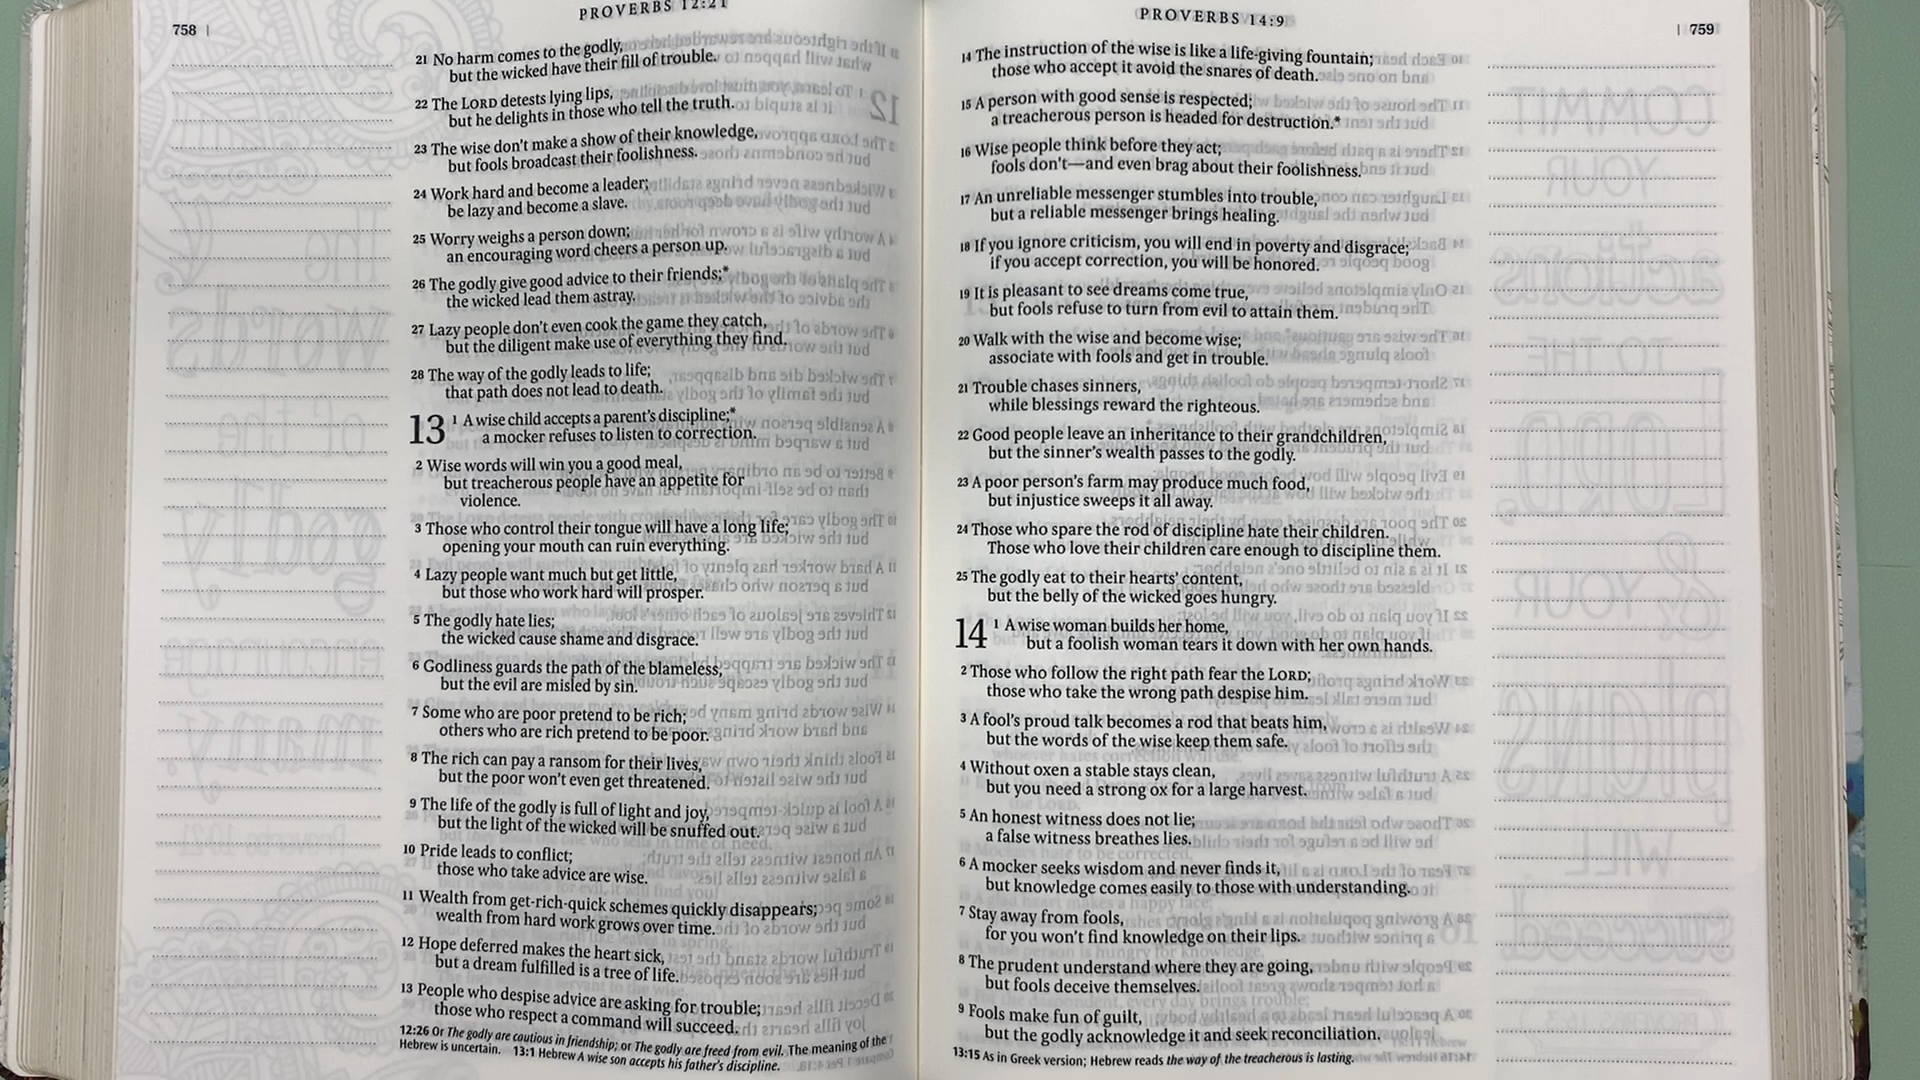 PROVERBS 12:21
758 |
21 No harm comes to the godly,
but the wicked have their fill of trouble.
22 The LORD detests lying lips,
but he delights in those who tell the truth.
23 The wise don't make a show of their knowledge,
but fools broadcast their foolishness.
24 Work hard and become a leader;
be lazy and become a slave.
25 Worry weighs a person down;
an encouraging word cheers a person up.
26 The godly give good advice to their friends;*
the wicked lead them astray.
27 Lazy people don't even cook the game they catch,
but the diligent make use of everything they find.
28 The way of the godly leads to life;
that path does not lead to death.
13 1 A wise child accepts a parent's discipline;*
a mocker refuses to listen to correction.
2 Wise words will win you a good meal,
but treacherous people have an appetite for
violence.
3 Those who control their tongue will have a long life;
opening your mouth can ruin everything.
4 Lazy people want much but get little,
but those who work hard will prosper.
5 The godly hate lies;
the wicked cause shame and disgrace.
6 Godliness guards the path of the blameless,
but the evil are misled by sin.
7 Some who are poor pretend to be rich;
others who are rich pretend to be poor.
8 The rich can pay a ransom for their lives,
but the poor won't even get threatened.
9 The life of the godly is full of light and joy,
but the light of the wicked will be snuffed out.
10 Pride leads to conflict;
those who take advice are wise.
11 Wealth from get-rich-quick schemes quickly disappears;
wealth from hard work grows over time.
12 Hope deferred makes the heart sick,
but a dream fulfilled is a tree of life.
13 People who despise advice are asking for trouble;
those who respect a command will succeed.
12:26 Or The godly are cautious in friendship; or The godly are freed from evil. The meaning of the
Hebrew is uncertain. 13:1 Hebrew A wise son accepts his father's discipline.
PROVERBS 14:9
| 759
14 The instruction of the wise is like a life-giving fountain;
those who accept it avoid the snares of death.
15 A person with good sense is respected;
a treacherous person is headed for destruction.*
16 Wise people think before they act;
fools don't—and even brag about their foolishness.
17 An unreliable messenger stumbles into trouble,
but a reliable messenger brings healing.
18 If you ignore criticism, you will end in poverty and disgrace;
if you accept correction, you will be honored.
19 It is pleasant to see dreams come true,
but fools refuse to turn from evil to attain them.
20 Walk with the wise and become wise;
associate with fools and get in trouble.
21 Trouble chases sinners,
while blessings reward the righteous.
22 Good people leave an inheritance to their grandchildren,
but the sinner's wealth passes to the godly.
23 A poor person's farm may produce much food,
but injustice sweeps it all away.
24 Those who spare the rod of discipline hate their children.
Those who love their children care enough to discipline them.
25 The godly eat to their hearts' content,
but the belly of the wicked goes hungry.
14 1 A wise woman builds her home,
but a foolish woman tears it down with her own hands.
2 Those who follow the right path fear the LORD;
those who take the wrong path despise him.
3 A fool's proud talk becomes a rod that beats him,
but the words of the wise keep them safe.
4 Without oxen a stable stays clean,
but you need a strong ox for a large harvest.
5 An honest witness does not lie;
a false witness breathes lies.
6 A mocker seeks wisdom and never finds it,
but knowledge comes easily to those with understanding.
7 Stay away from fools,
for you won't find knowledge on their lips.
8 The prudent understand where they are going,
but fools deceive themselves.
9 Fools make fun of guilt,
but the godly acknowledge it and seek reconciliation.
13:15 As in Greek version; Hebrew reads the way of the treacherous is lasting.